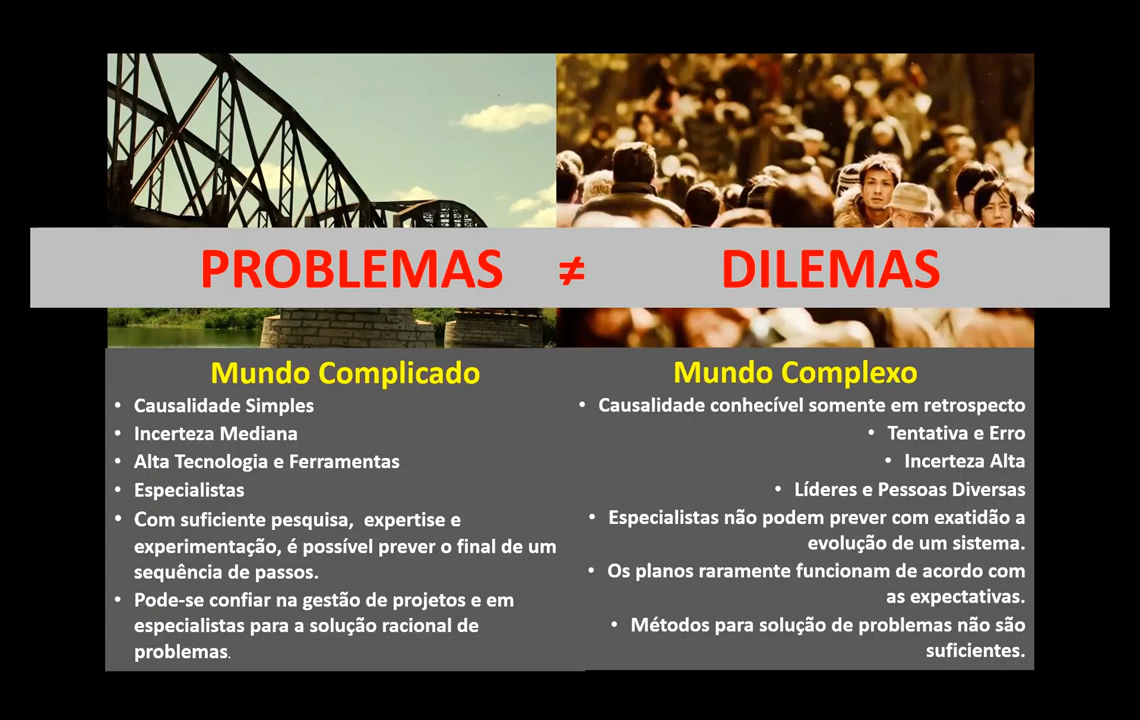 PROBLEMAS ≠ DILEMAS
Mundo Complicado
• Causalidade Simples
• Incerteza Mediana
• Alta Tecnologia e Ferramentas
• Especialistas
• Com suficiente pesquisa, expertise e
experimentação, é possível prever o final de um
sequência de passos.
• Pode-se confiar na gestão de projetos e em
especialistas para a solução racional de
problemas.
Mundo Complexo
• Causalidade conhecível somente em retrospecto
• Tentativa e Erro
• Incerteza Alta
• Líderes e Pessoas Diversas
• Especialistas não podem prever com exatidão a
evolução de um sistema.
• Os planos raramente funcionam de acordo com
as expectativas.
• Métodos para solução de problemas não são
suficientes.